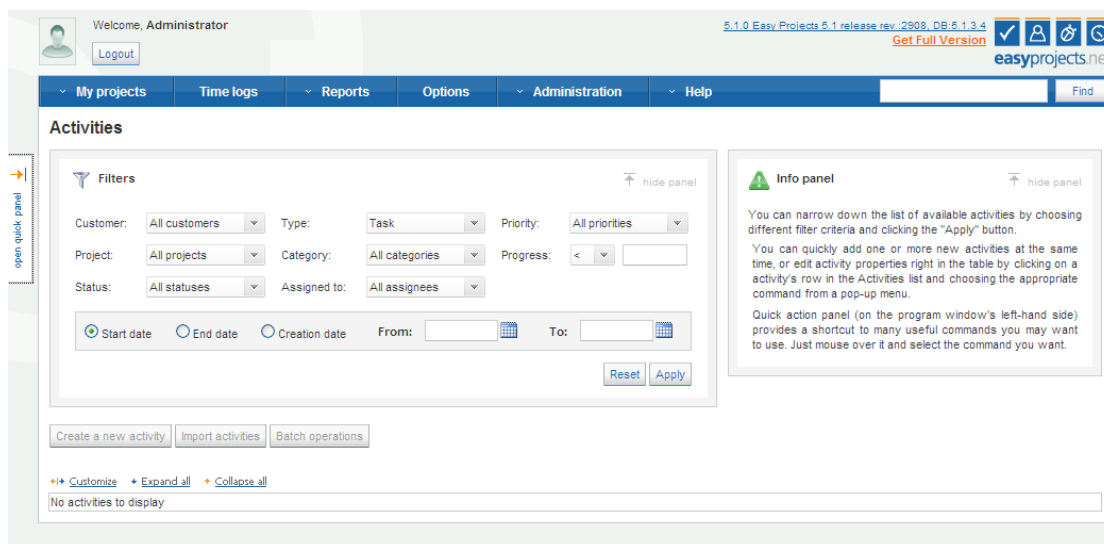 Welcome, Administrator
Logout
5.1.0 Easy Projects 5.1 release rev.:2908, DB:5.1.3.4
Get Full Version
easyprojects.ne
My projects Time logs Reports Options Administration Help Find
Activities
open quick panel
Filters hide panel
Customer: All customers Type: Task Priority: All priorities
Project: All projects Category: All categories Progress: <
Status: All statuses Assigned to: All assignees
Start date End date Creation date From: To:
Reset Apply
Info panel hide panel
You can narrow down the list of available activities by choosing
different filter criteria and clicking the "Apply" button.
You can quickly add one or more new activities at the same
time, or edit activity properties right in the table by clicking on a
activity's row in the Activities list and choosing the appropriate
command from a pop-up menu.
Quick action panel (on the program window's left-hand side)
provides a shortcut to many useful commands you may want
to use. Just mouse over it and select the command you want.
Create a new activity Import activities Batch operations
Customize Expand all Collapse all
No activities to display